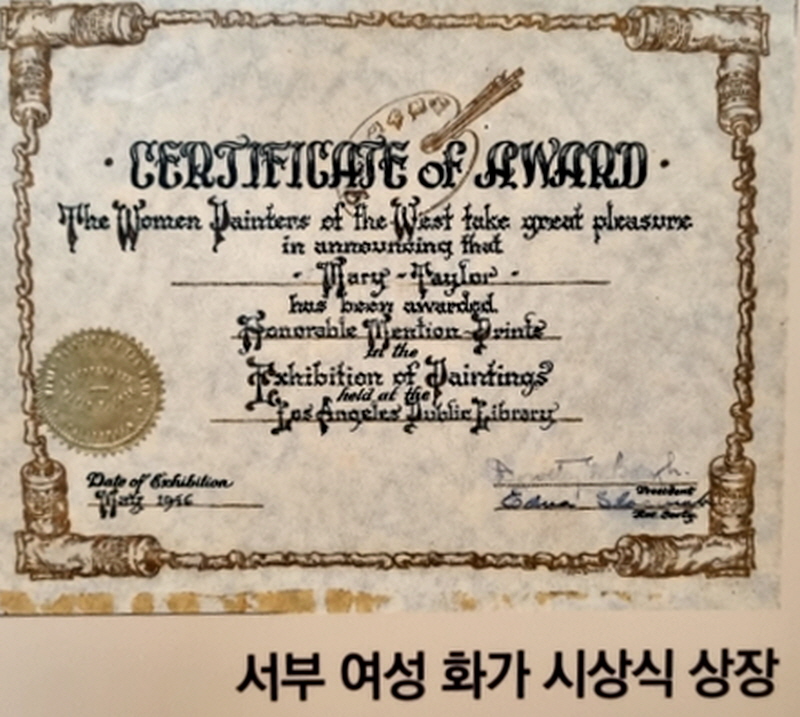 · CERTIFICATE of AWARD ·
The Women Painters of the West take great pleasure
in announcing that
· Mary - Taylor ·
has been awarded
Honorable Mention - Prints
in the
Exhibition of Paintings
held at the
Los Angeles Public Library
Date of Exhibition
May 1946
President
서부 여성 화가 시상식 상장